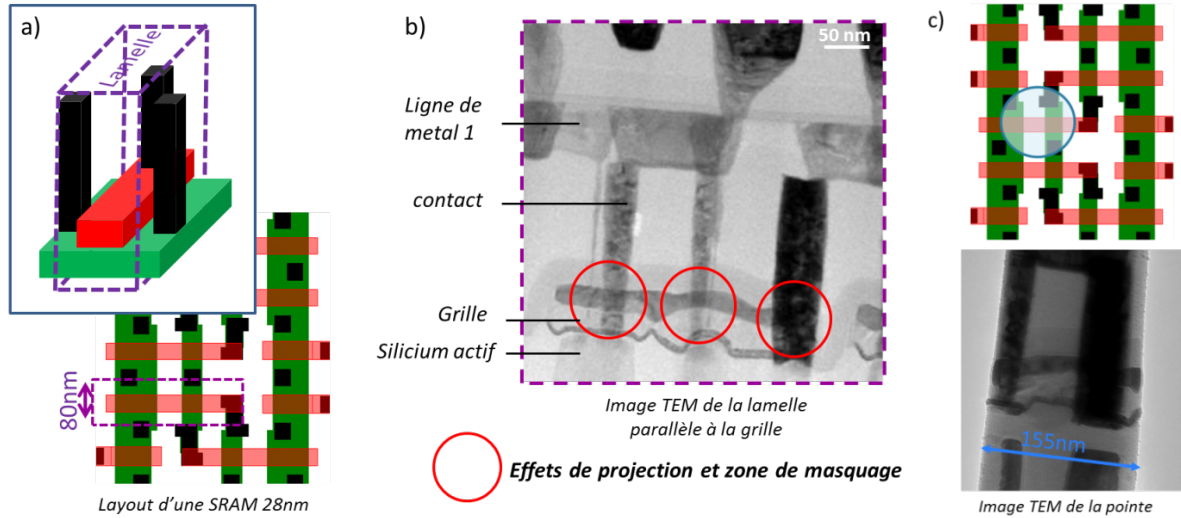 a)
Lamelle
80nm
Layout d'une SRAM 28nm
b)
50 nm
Ligne de
metal 1
contact
Grille
Silicium actif
Image TEM de la lamelle
parallèle à la grille
Effets de projection et zone de masquage
c)
155nm
Image TEM de la pointe